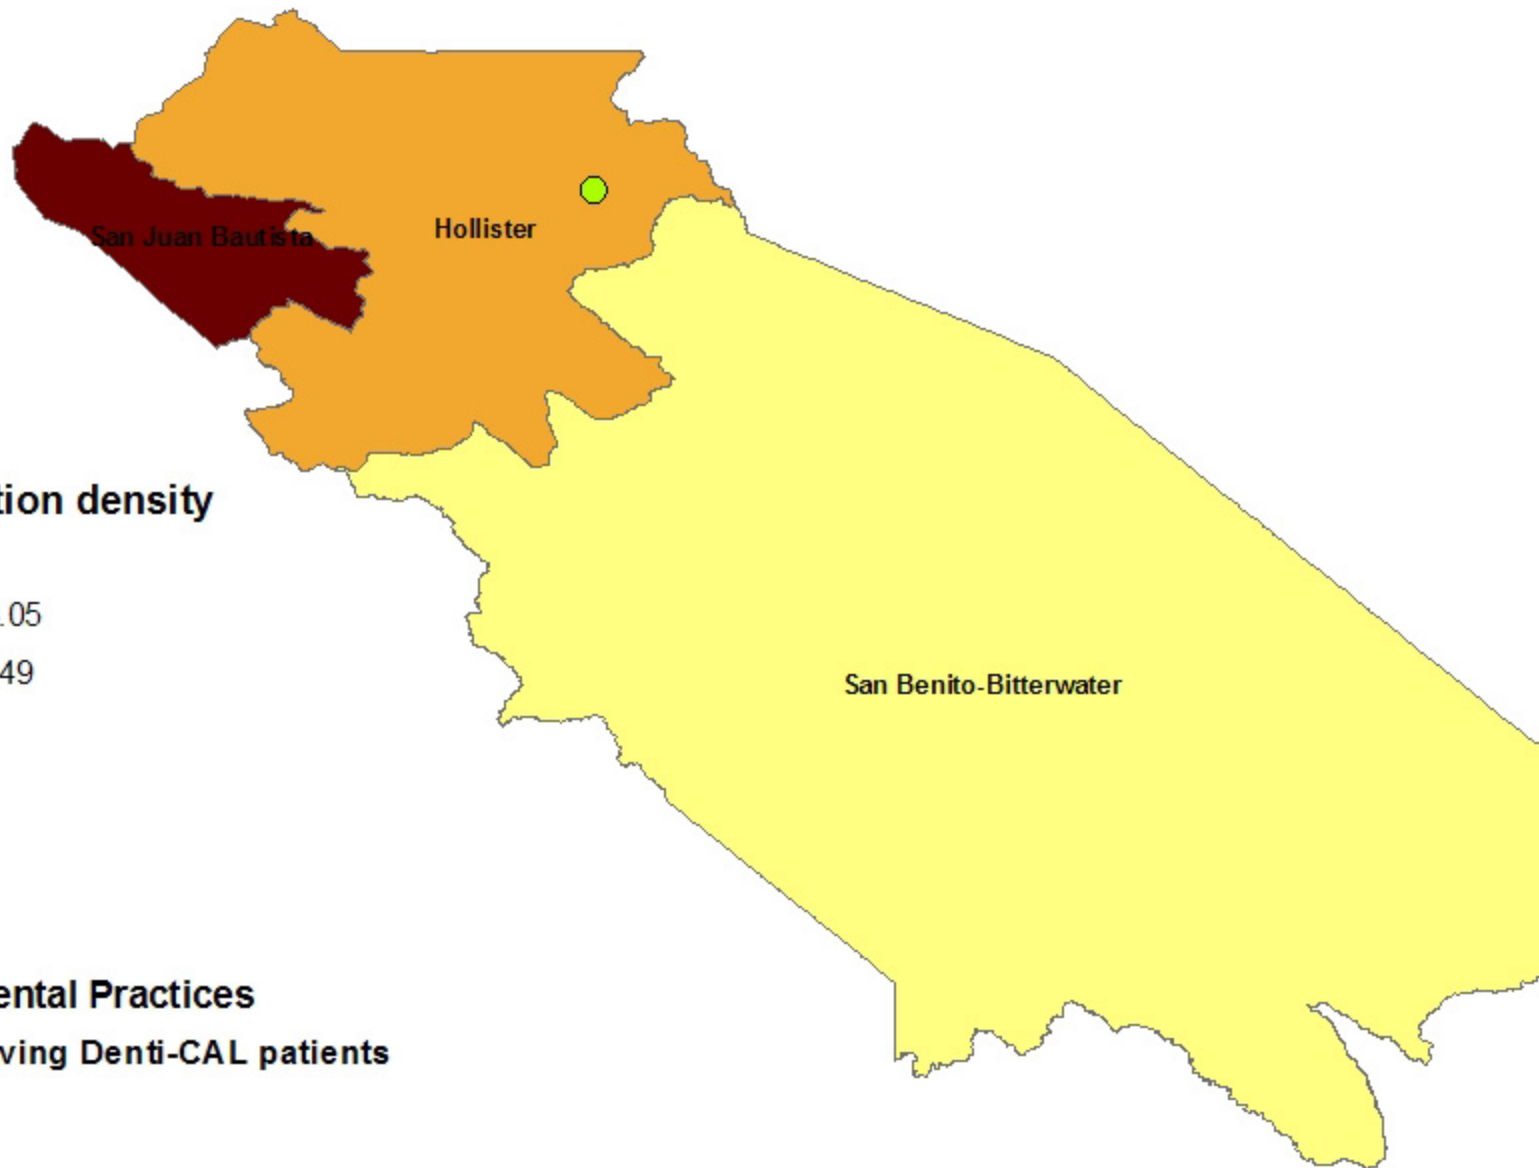 Hollister
San Juan Bautista
tion density
.05
49
San Benito-Bitterwater
ental Practices
ving Denti-CAL patients